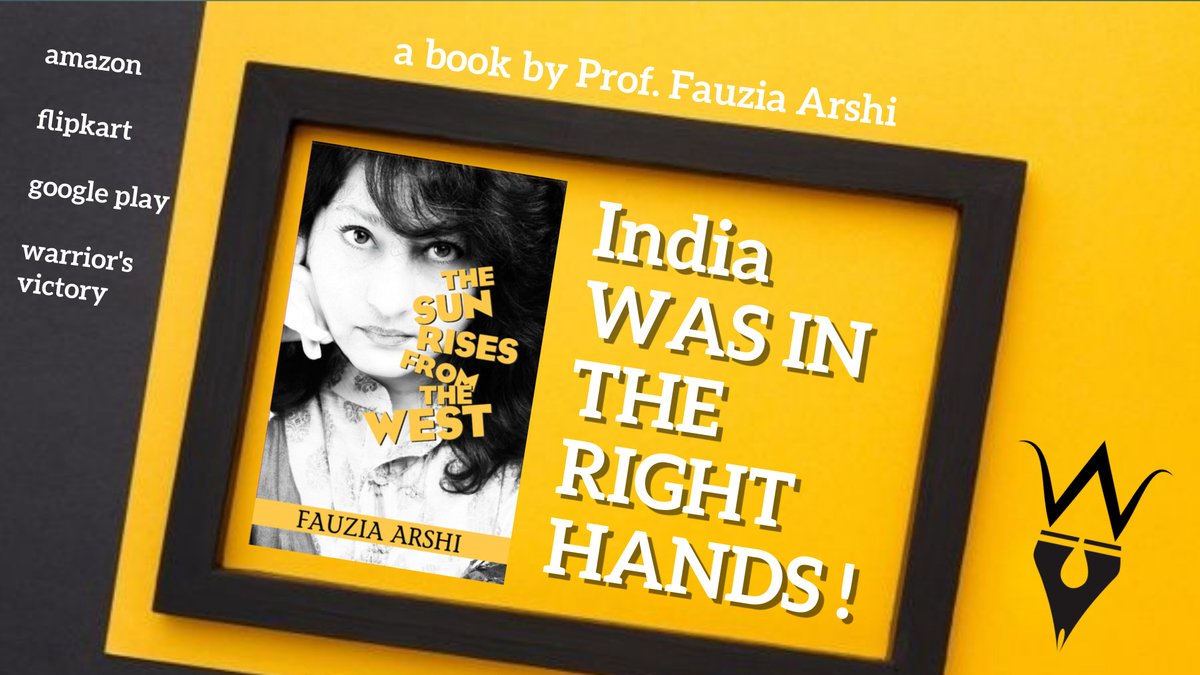 amazon
flipkart
google play
warrior's
victory
a book by Prof. Fauzia Arshi
THE
SUN
RISES
FROM
THE
WEST
FAUZIA ARSHI
India
WAS IN
THE
RIGHT
HANDS !
W